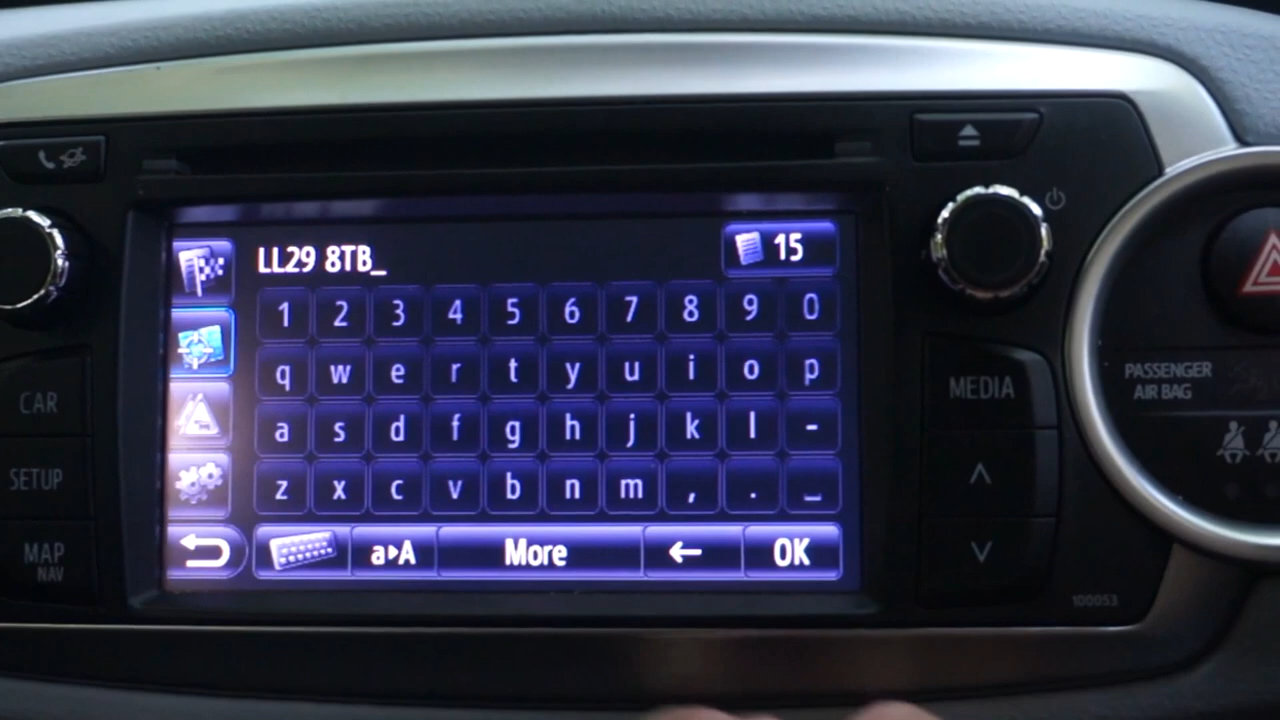 LL29 8TB_
15
1 2 3 4 5 6 7 8 9 0
q w e r t y u i o p
a s d f g h j k l -
z x c v b n m , . ⎵
a▸A More ← OK
CAR
SETUP
MAP
NAV
MEDIA
100053
PASSENGER
AIR BAG